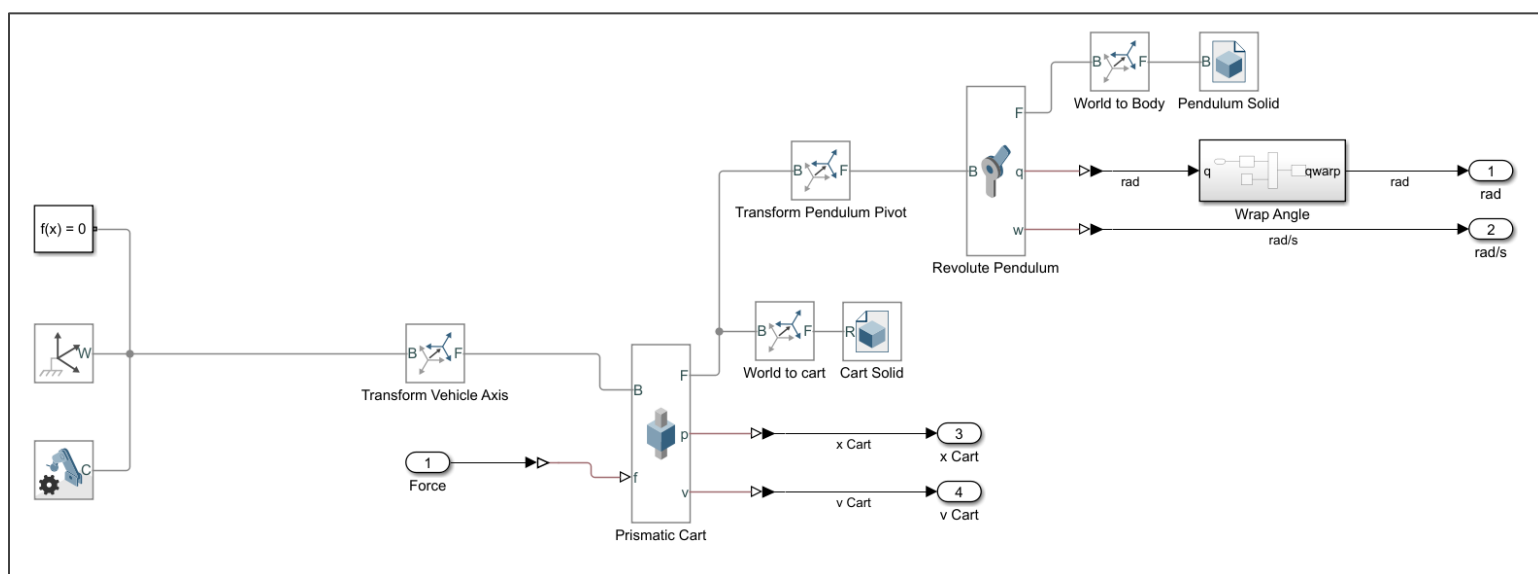 B F
World to Body
B
Pendulum Solid
F
B F
Transform Pendulum Pivot
B
q
rad
q
qwarp
Wrap Angle
rad
1
rad
w
rad/s
2
rad/s
Revolute Pendulum
f(x) = 0
W
C
B F
Transform Vehicle Axis
B F
World to cart
R
Cart Solid
F
B
p
x Cart
3
x Cart
1
Force
f
v
v Cart
4
v Cart
Prismatic Cart